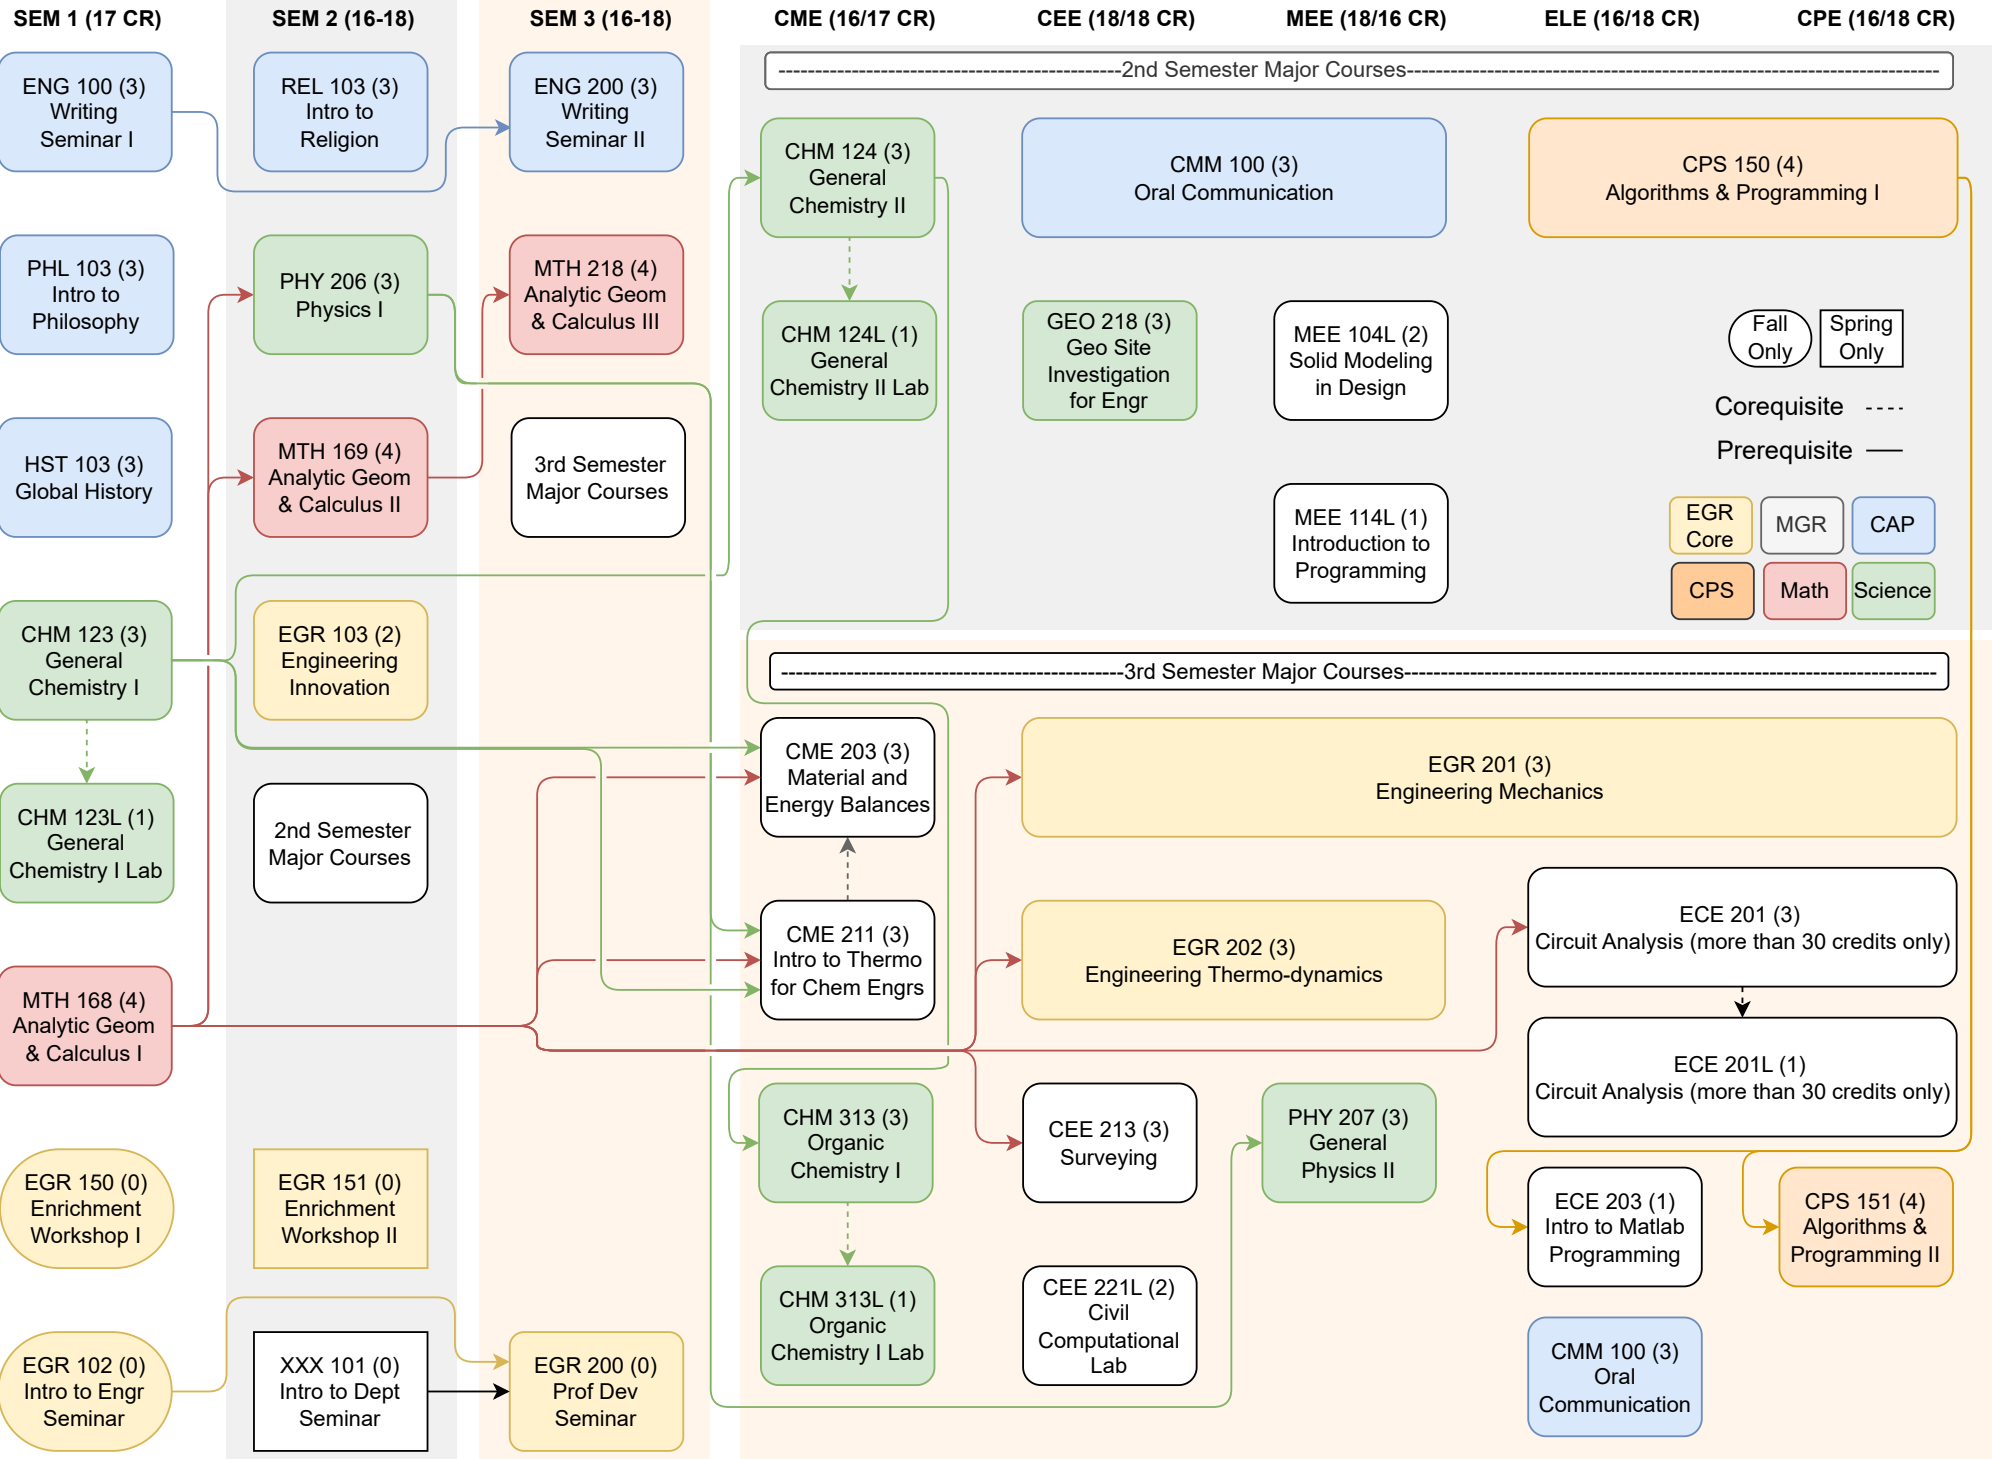 SEM 1 (17 CR)
SEM 2 (16-18)
SEM 3 (16-18)
CME (16/17 CR)
CEE (18/18 CR)
MEE (18/16 CR)
ELE (16/18 CR)
CPE (16/18 CR)
ENG 100 (3)
Writing
Seminar I
PHL 103 (3)
Intro to
Philosophy
HST 103 (3)
Global History
CHM 123 (3)
General
Chemistry I
CHM 123L (1)
General
Chemistry I Lab
MTH 168 (4)
Analytic Geom
& Calculus I
EGR 150 (0)
Enrichment
Workshop I
EGR 102 (0)
Intro to Engr
Seminar
REL 103 (3)
Intro to
Religion
PHY 206 (3)
Physics I
MTH 169 (4)
Analytic Geom
& Calculus II
EGR 103 (2)
Engineering
Innovation
2nd Semester
Major Courses
EGR 151 (0)
Enrichment
Workshop II
XXX 101 (0)
Intro to Dept
Seminar
ENG 200 (3)
Writing
Seminar II
MTH 218 (4)
Analytic Geom
& Calculus III
3rd Semester
Major Courses
EGR 200 (0)
Prof Dev
Seminar
-----------------------------------------------2nd Semester Major Courses-------------------------------------------------------------------------
CHM 124 (3)
General
Chemistry II
CMM 100 (3)
Oral Communication
CPS 150 (4)
Algorithms & Programming I
CHM 124L (1)
General
Chemistry II Lab
GEO 218 (3)
Geo Site
Investigation
for Engr
MEE 104L (2)
Solid Modeling
in Design
MEE 114L (1)
Introduction to
Programming
Fall
Only
Spring
Only
Corequisite
Prerequisite
EGR
Core
MGR
CAP
CPS
Math
Science
-----------------------------------------------3rd Semester Major Courses-------------------------------------------------------------------------
CME 203 (3)
Material and
Energy Balances
EGR 201 (3)
Engineering Mechanics
CME 211 (3)
Intro to Thermo
for Chem Engrs
EGR 202 (3)
Engineering Thermo-dynamics
ECE 201 (3)
Circuit Analysis (more than 30 credits only)
ECE 201L (1)
Circuit Analysis (more than 30 credits only)
CHM 313 (3)
Organic
Chemistry I
CEE 213 (3)
Surveying
PHY 207 (3)
General
Physics II
ECE 203 (1)
Intro to Matlab
Programming
CPS 151 (4)
Algorithms &
Programming II
CHM 313L (1)
Organic
Chemistry I Lab
CEE 221L (2)
Civil
Computational
Lab
CMM 100 (3)
Oral
Communication